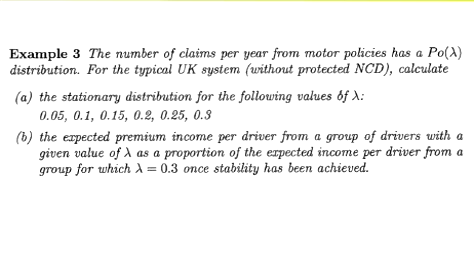 Example 3 The number of claims per year from motor policies has a Po(λ)
distribution. For the typical UK system (without protected NCD), calculate
(a) the stationary distribution for the following values of λ:
0.05, 0.1, 0.15, 0.2, 0.25, 0.3
(b) the expected premium income per driver from a group of drivers with a
given value of λ as a proportion of the expected income per driver from a
group for which λ = 0.3 once stability has been achieved.